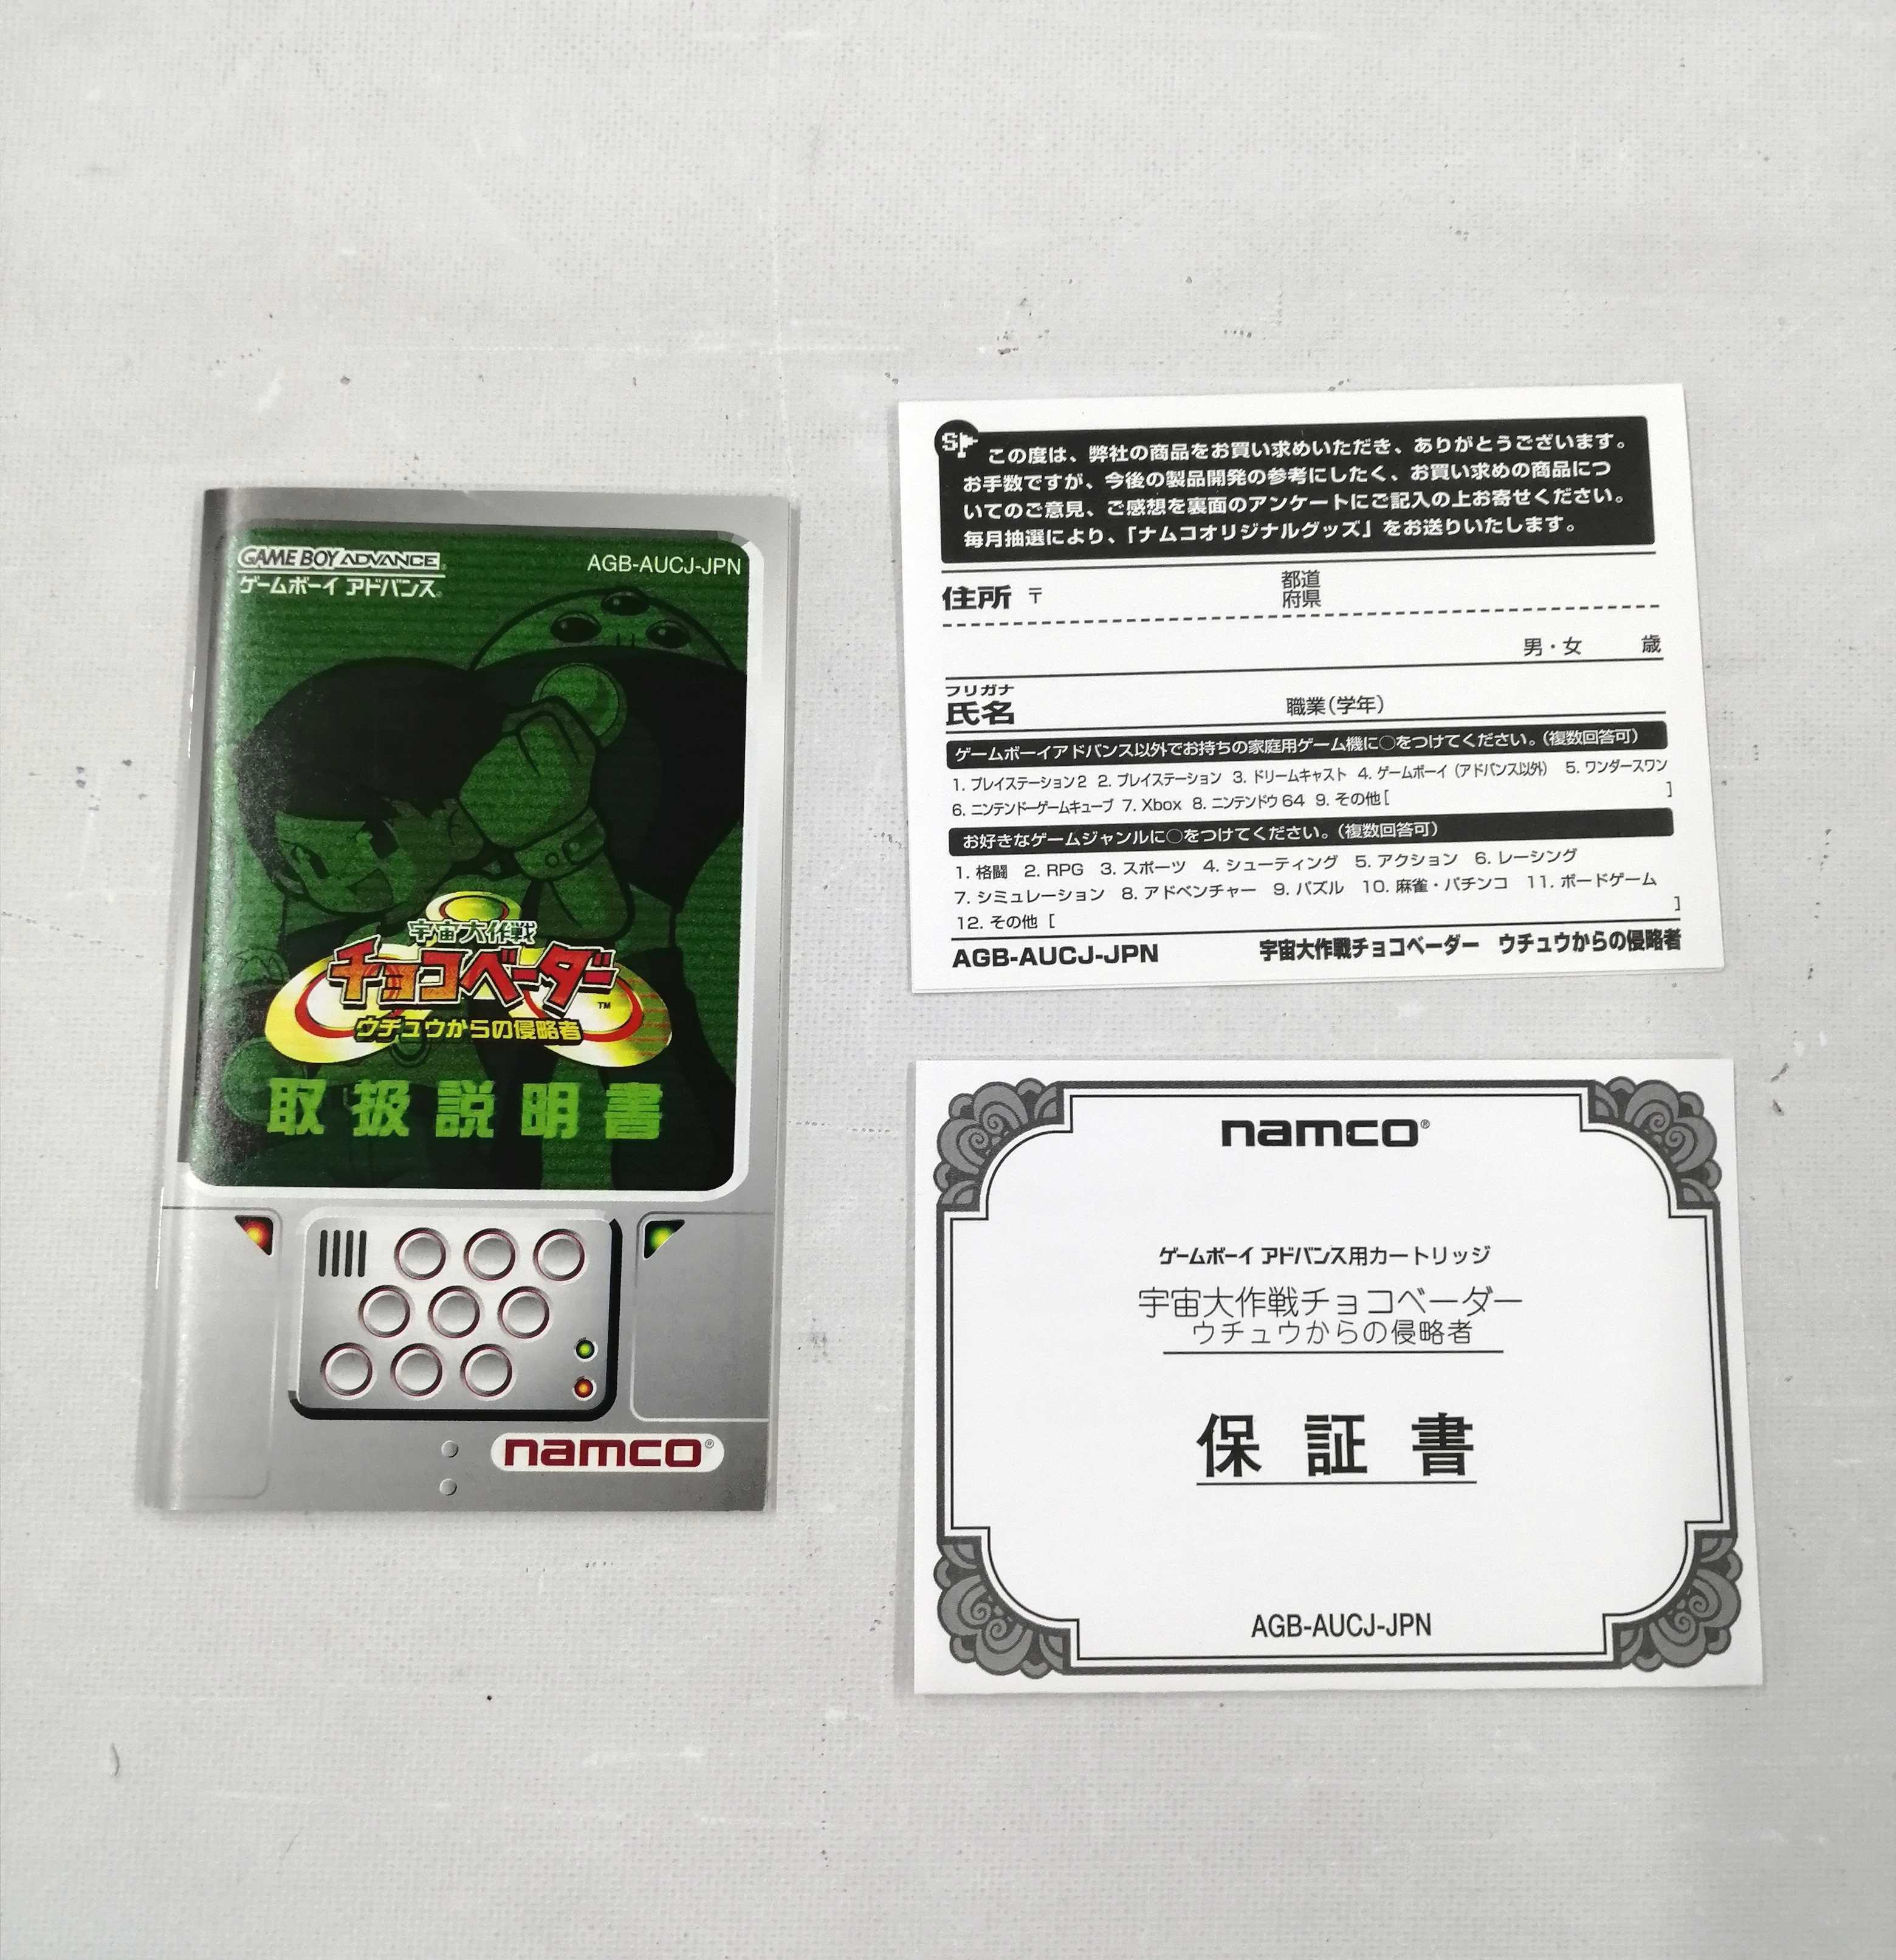 GAME BOY ADVANCE
ゲームボーイ アドバンス
AGB-AUCJ-JPN
宇宙大作戦
チョコベーダー
TM
ウチュウからの侵略者
取扱説明書
namco®
この度は、弊社の商品をお買い求めいただき、ありがとうございます。
お手数ですが、今後の製品開発の参考にしたく、お買い求めの商品につ
いてのご意見、ご感想を裏面のアンケートにご記入の上お寄せください。
毎月抽選により、「ナムコオリジナルグッズ」をお送りいたします。
住所 〒 都道
府県
男・女 歳
フリガナ
氏名 職業(学年)
ゲームボーイアドバンス以外でお持ちの家庭用ゲーム機に○をつけてください。(複数回答可)
1. プレイステーション2 2. プレイステーション 3. ドリームキャスト 4. ゲームボーイ (アドバンス以外) 5. ワンダースワン
6. ニンテンドーゲームキューブ 7. Xbox 8. ニンテンドウ64 9. その他 [ ]
お好きなゲームジャンルに○をつけてください。(複数回答可)
1. 格闘 2. RPG 3. スポーツ 4. シューティング 5. アクション 6. レーシング
7. シミュレーション 8. アドベンチャー 9. パズル 10. 麻雀・パチンコ 11. ボードゲーム
12. その他 [ ]
AGB-AUCJ-JPN 宇宙大作戦チョコベーダー ウチュウからの侵略者
namco®
ゲームボーイ アドバンス用カートリッジ
宇宙大作戦チョコベーダー
ウチュウからの侵略者
保証書
AGB-AUCJ-JPN